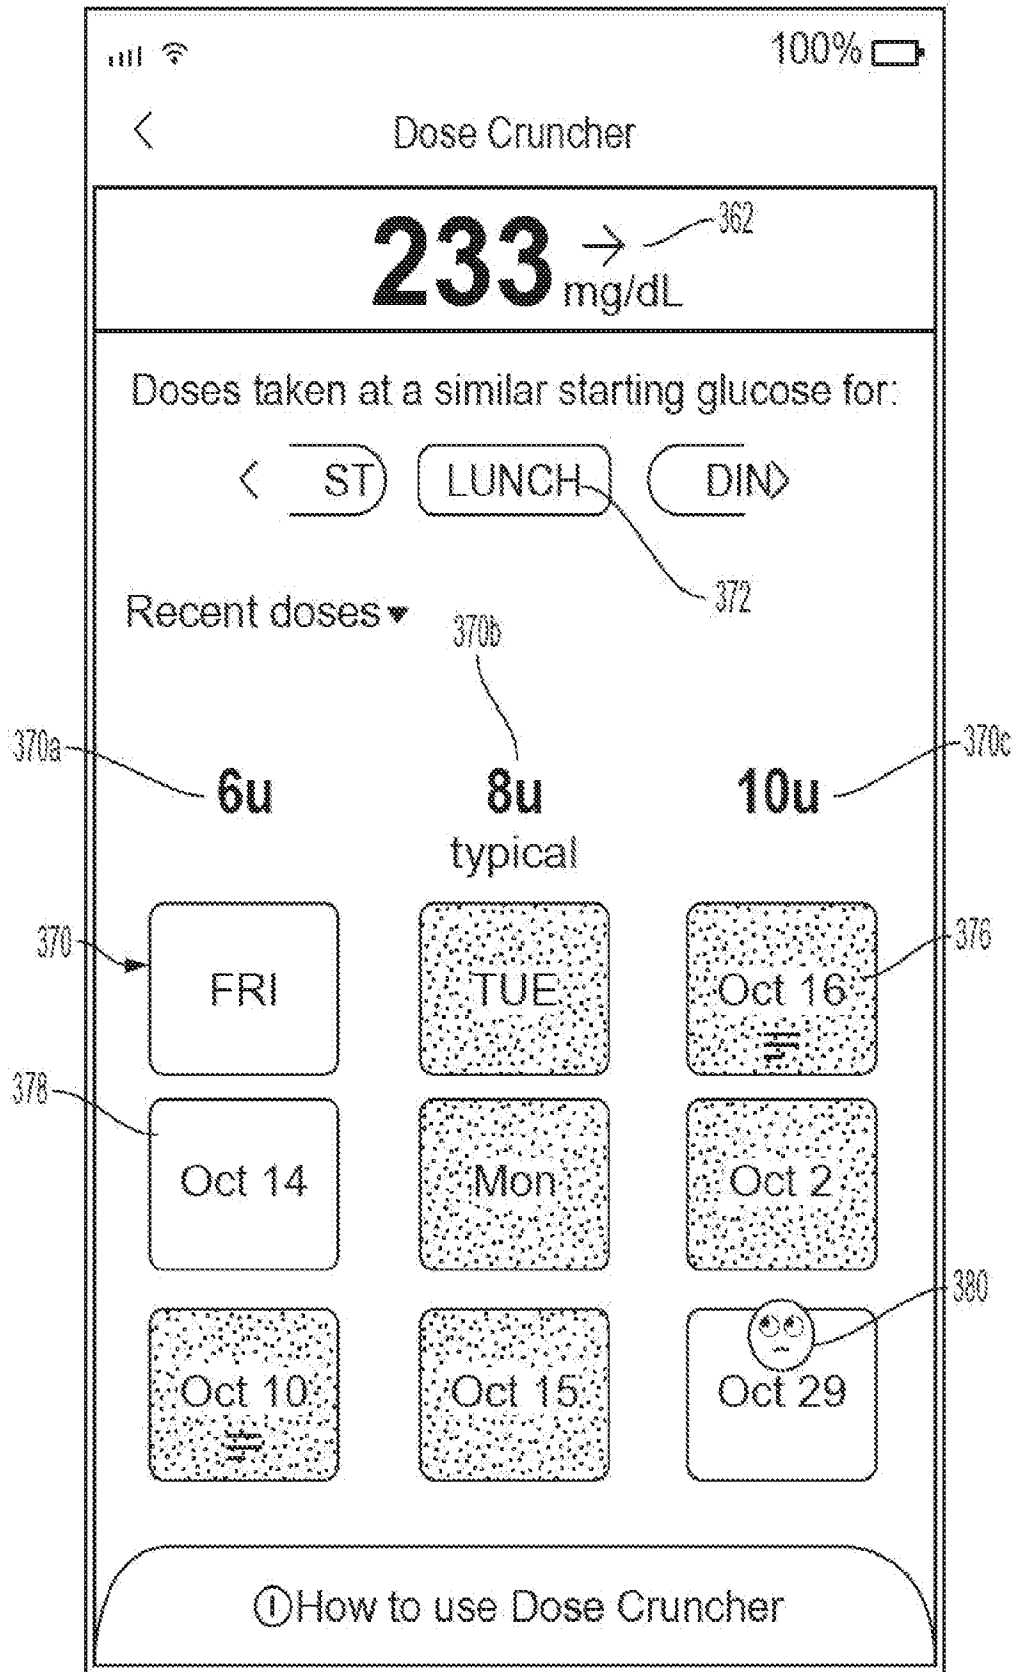 100%
Dose Cruncher
362
233 mg/dL
Doses taken at a similar starting glucose for:
ST LUNCH DIN
372
Recent doses
370b
370a 370c
6u 8u 10u
typical
370 FRI TUE Oct 16 376
378
Oct 14 Mon Oct 2
380
Oct 10 Oct 15 Oct 29
How to use Dose Cruncher